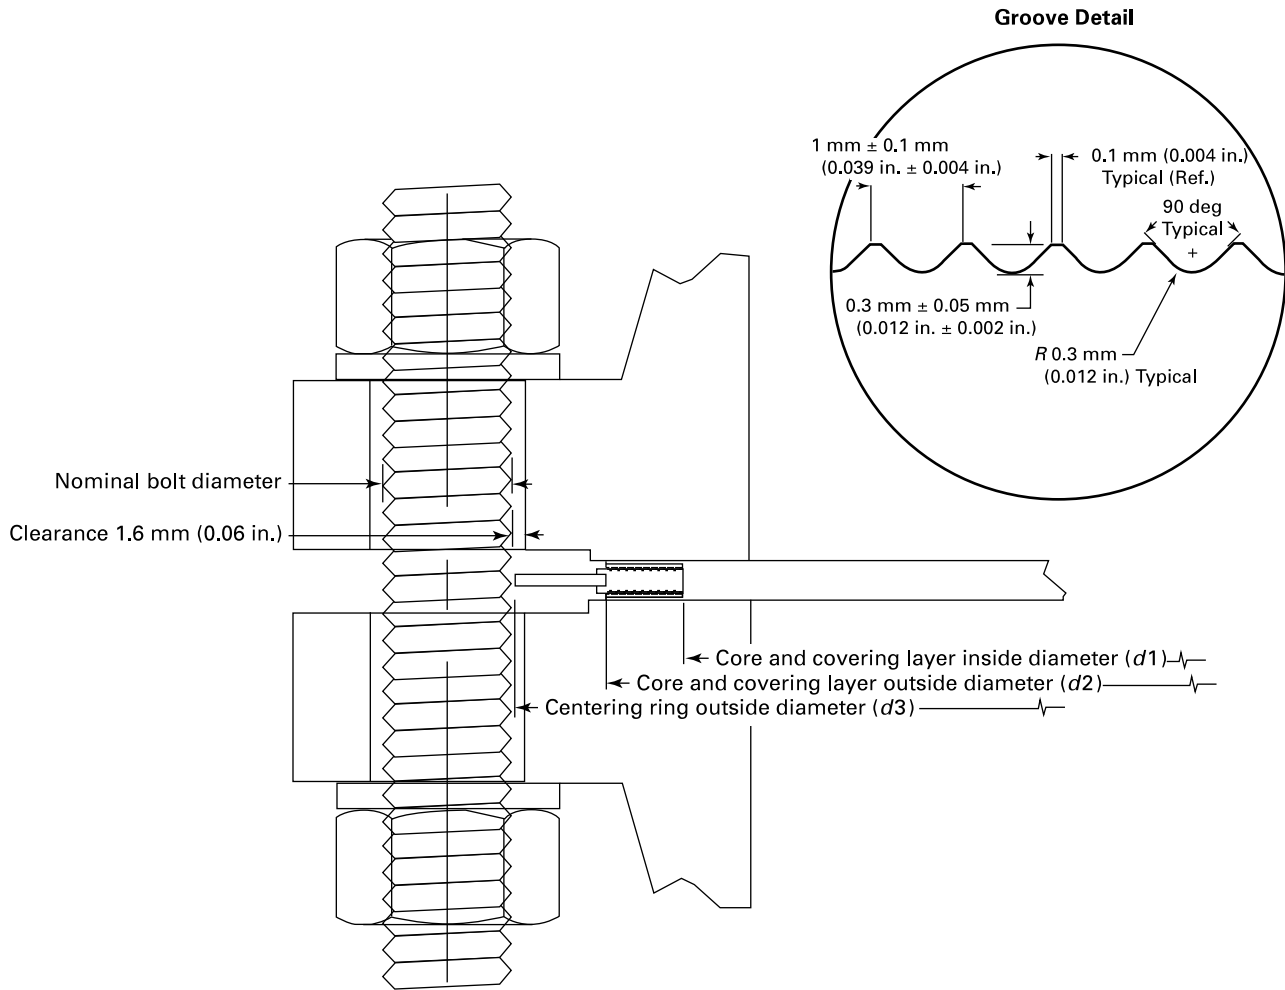 Groove Detail
1 mm ± 0.1 mm
(0.039 in. ± 0.004 in.)
0.1 mm (0.004 in.)
Typical (Ref.)
90 deg
Typical
+
0.3 mm ± 0.05 mm
(0.012 in. ± 0.002 in.)
R 0.3 mm
(0.012 in.) Typical
Nominal bolt diameter
Clearance 1.6 mm (0.06 in.)
Core and covering layer inside diameter (d1)
Core and covering layer outside diameter (d2)
Centering ring outside diameter (d3)